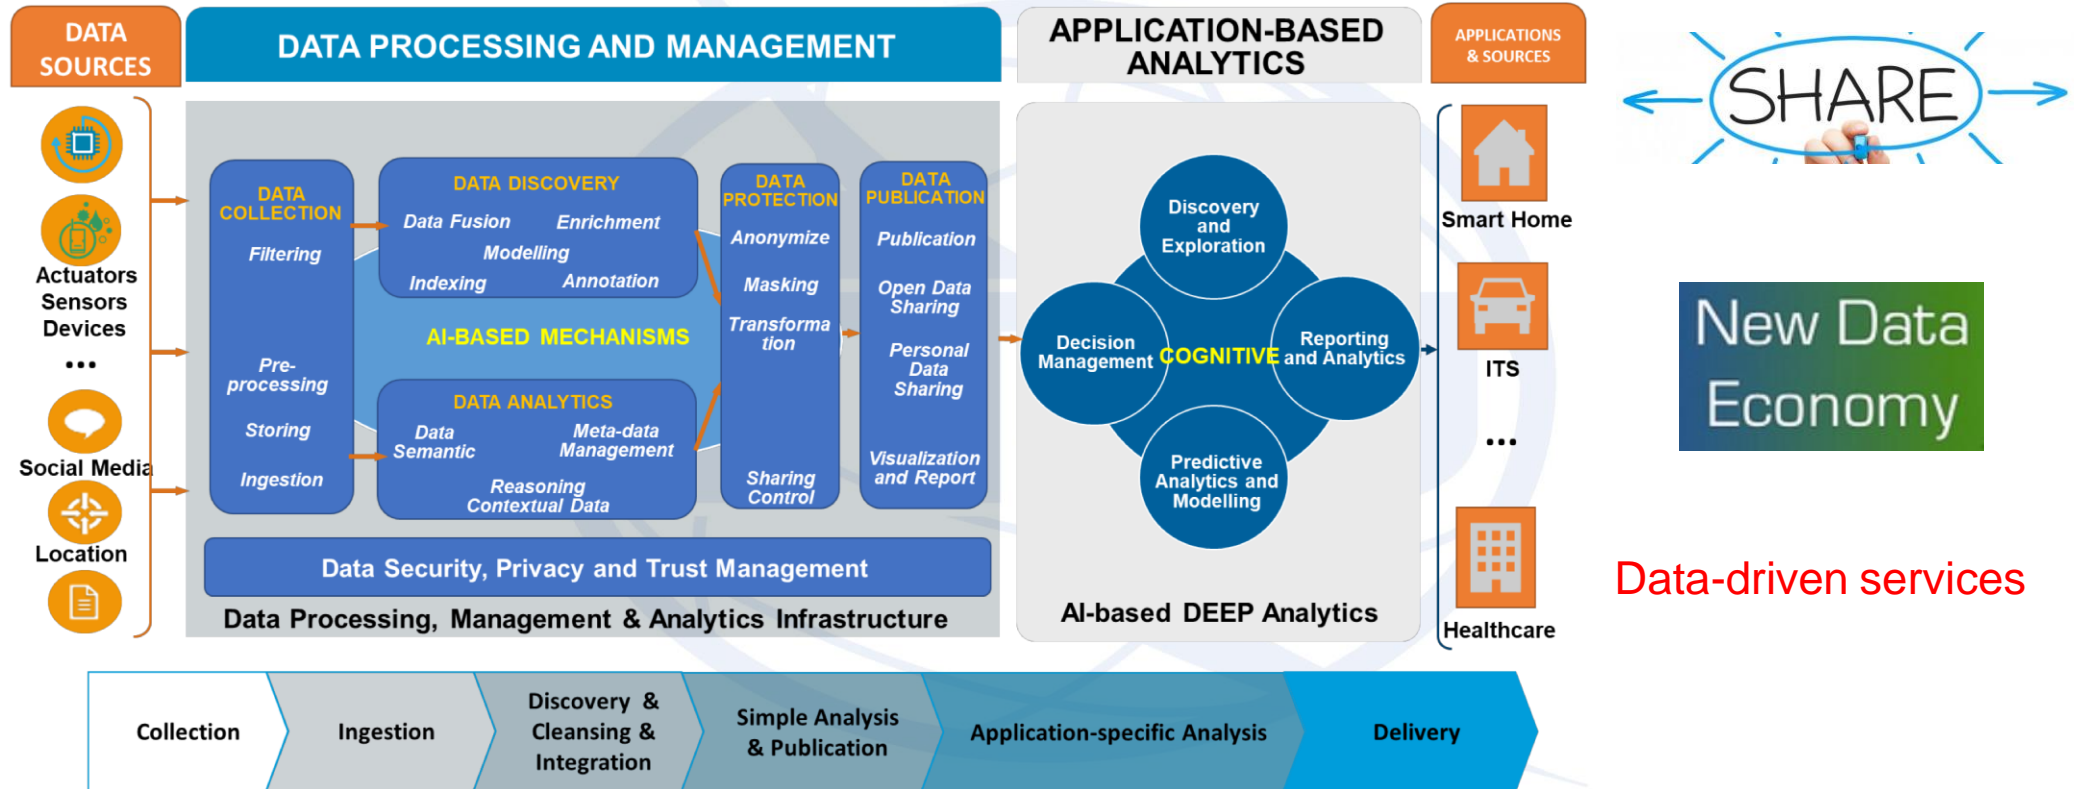 DATA
SOURCES
DATA PROCESSING AND MANAGEMENT
APPLICATION-BASED
ANALYTICS
APPLICATIONS
& SOURCES
Actuators
Sensors
Devices
...
Social Media
Location
DATA
COLLECTION
Filtering
Pre-
processing
Storing
Ingestion
DATA DISCOVERY
Data Fusion
Enrichment
Modelling
Indexing
Annotation
AI-BASED MECHANISMS
DATA ANALYTICS
Data
Semantic
Meta-data
Management
Reasoning
Contextual Data
DATA
PROTECTION
Anonymize
Masking
Transforma
tion
Sharing
Control
DATA
PUBLICATION
Publication
Open Data
Sharing
Personal
Data
Sharing
Visualization
and Report
Data Security, Privacy and Trust Management
Data Processing, Management & Analytics Infrastructure
Discovery
and
Exploration
Decision
Management
COGNITIVE
Reporting
and Analytics
Predictive
Analytics and
Modelling
AI-based DEEP Analytics
Smart Home
ITS
...
Healthcare
SHARE
New Data
Economy
Data-driven services
Collection
Ingestion
Discovery &
Cleansing &
Integration
Simple Analysis
& Publication
Application-specific Analysis
Delivery